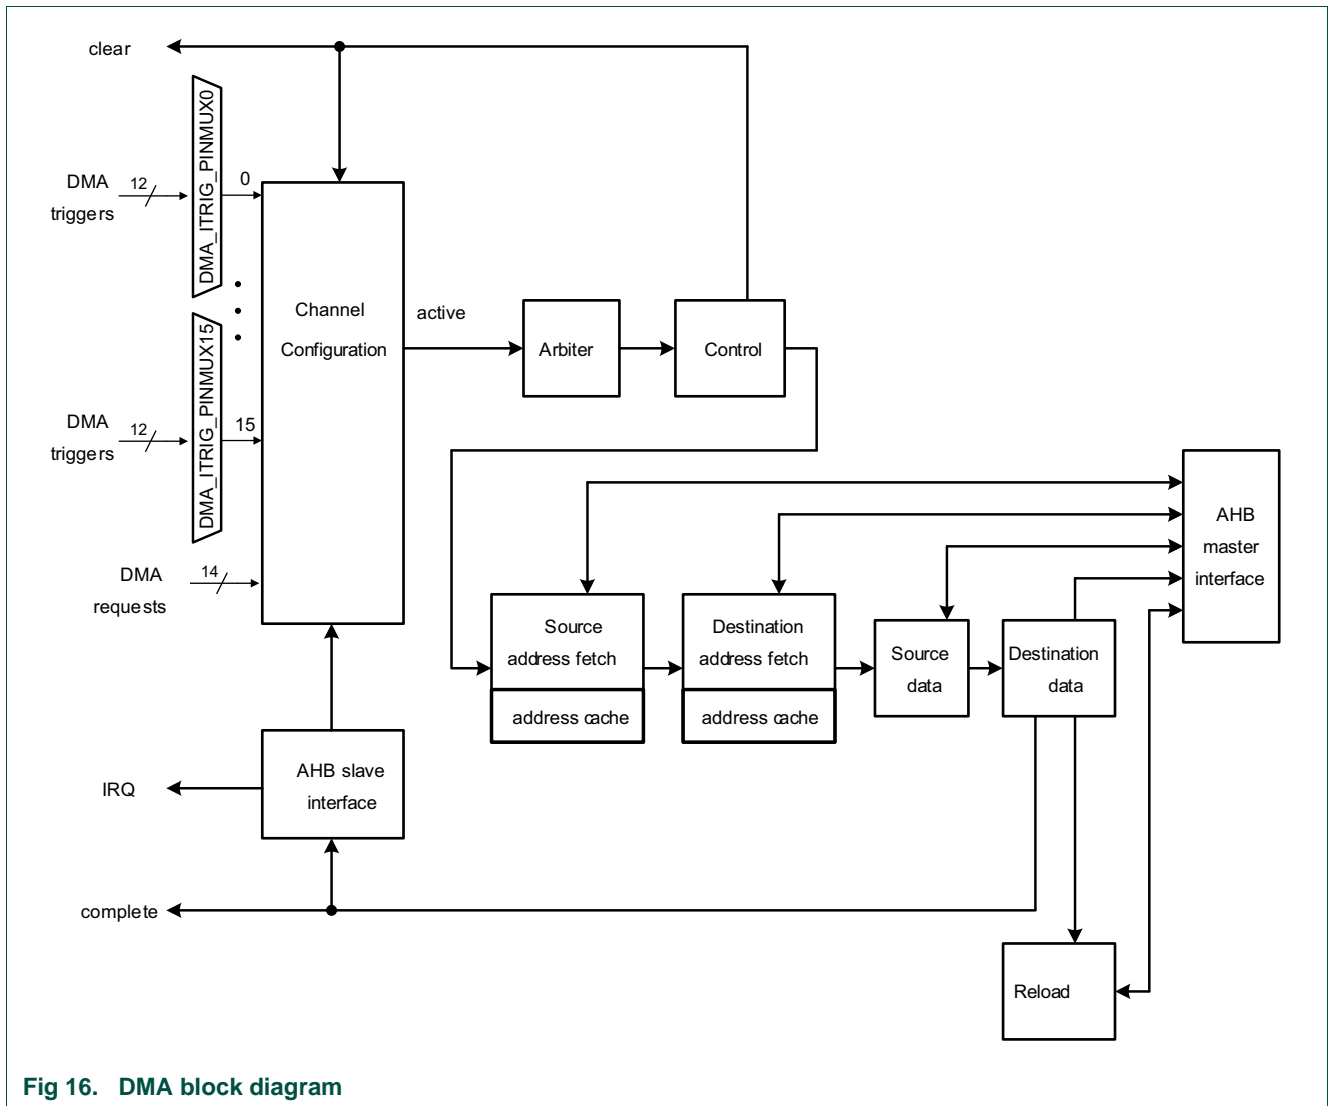 clear
DMA_ITRIG_PINMUX0
DMA
triggers
12
0
Channel
Configuration
active
Arbiter
Control
DMA_ITRIG_PINMUX15
DMA
triggers
12
15
DMA
requests
14
AHB
master
interface
Source
address fetch
address cache
Destination
address fetch
address cache
Source
data
Destination
data
AHB slave
interface
IRQ
complete
Reload
Fig 16. DMA block diagram